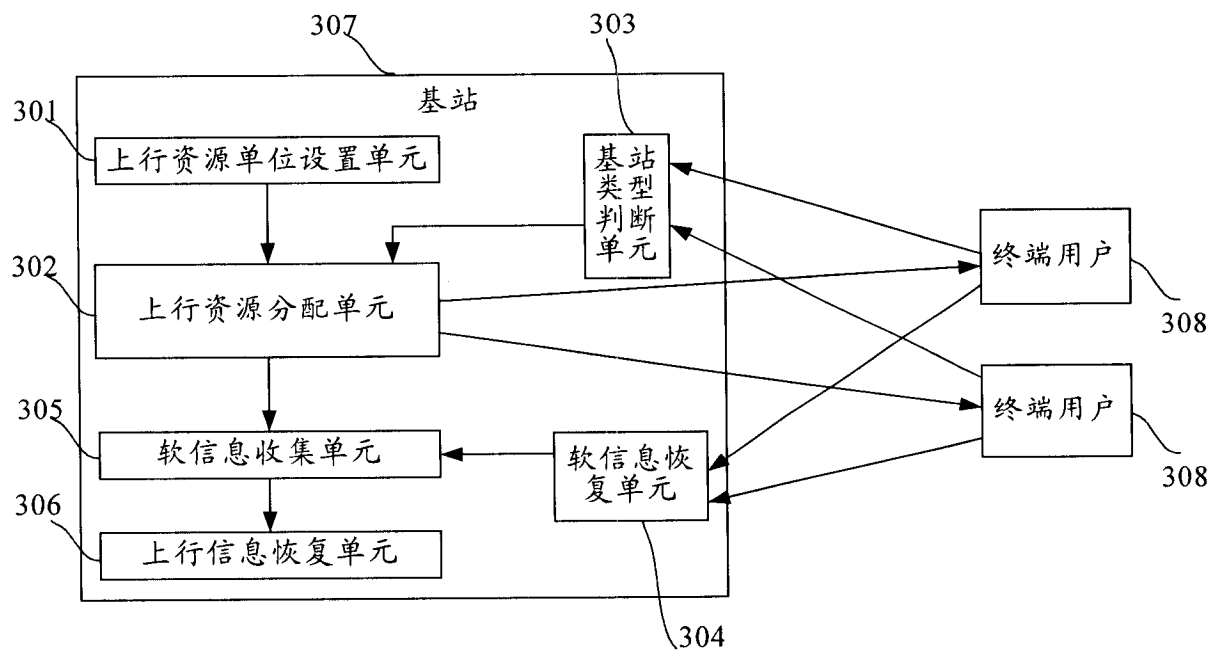 307
303
基站
301
上行资源单位设置单元
基站
类型
判断
单元
302
上行资源分配单元
终端用户
308
305
软信息收集单元
软信息恢
复单元
终端用户
308
306
上行信息恢复单元
304